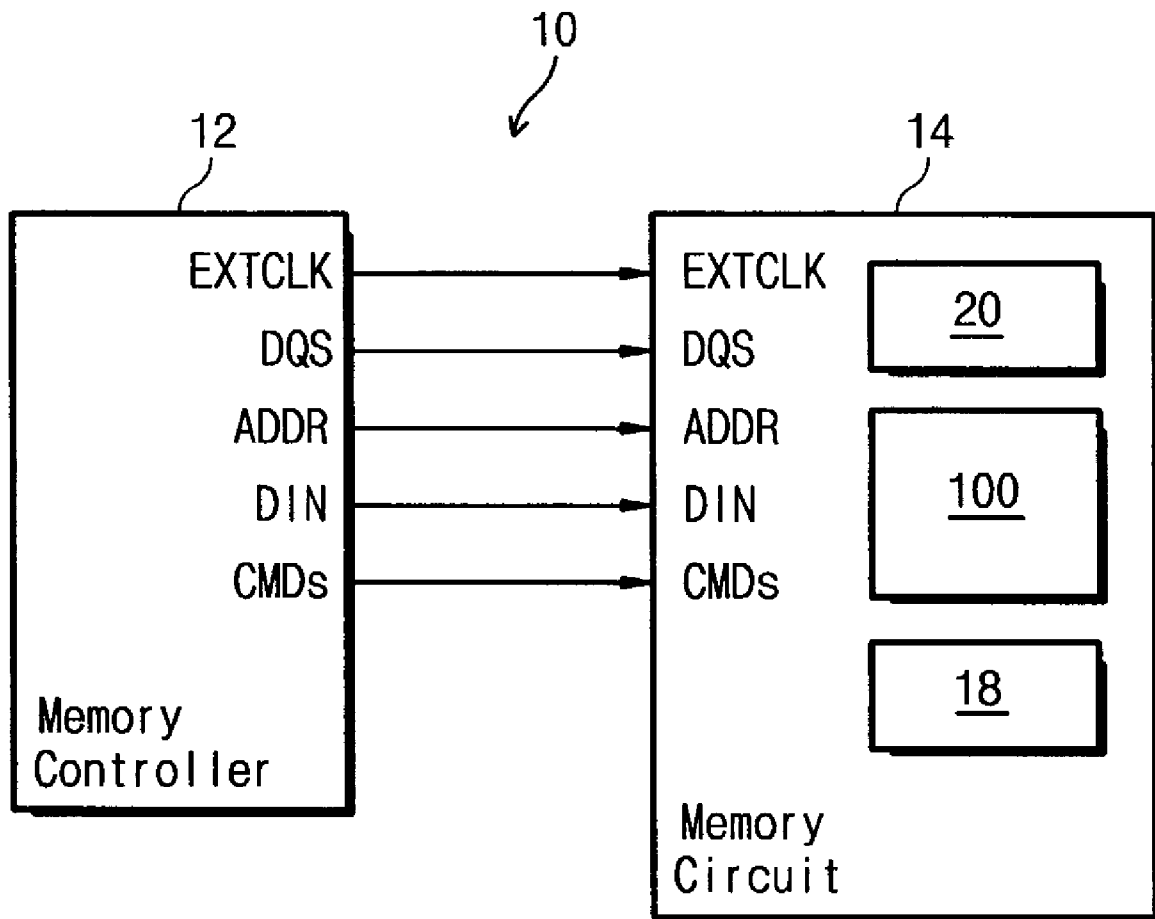 10
12
14
EXTCLK
DQS
ADDR
DIN
CMDs
Memory
Controller
EXTCLK
DQS
ADDR
DIN
CMDs
20
100
18
Memory
Circuit